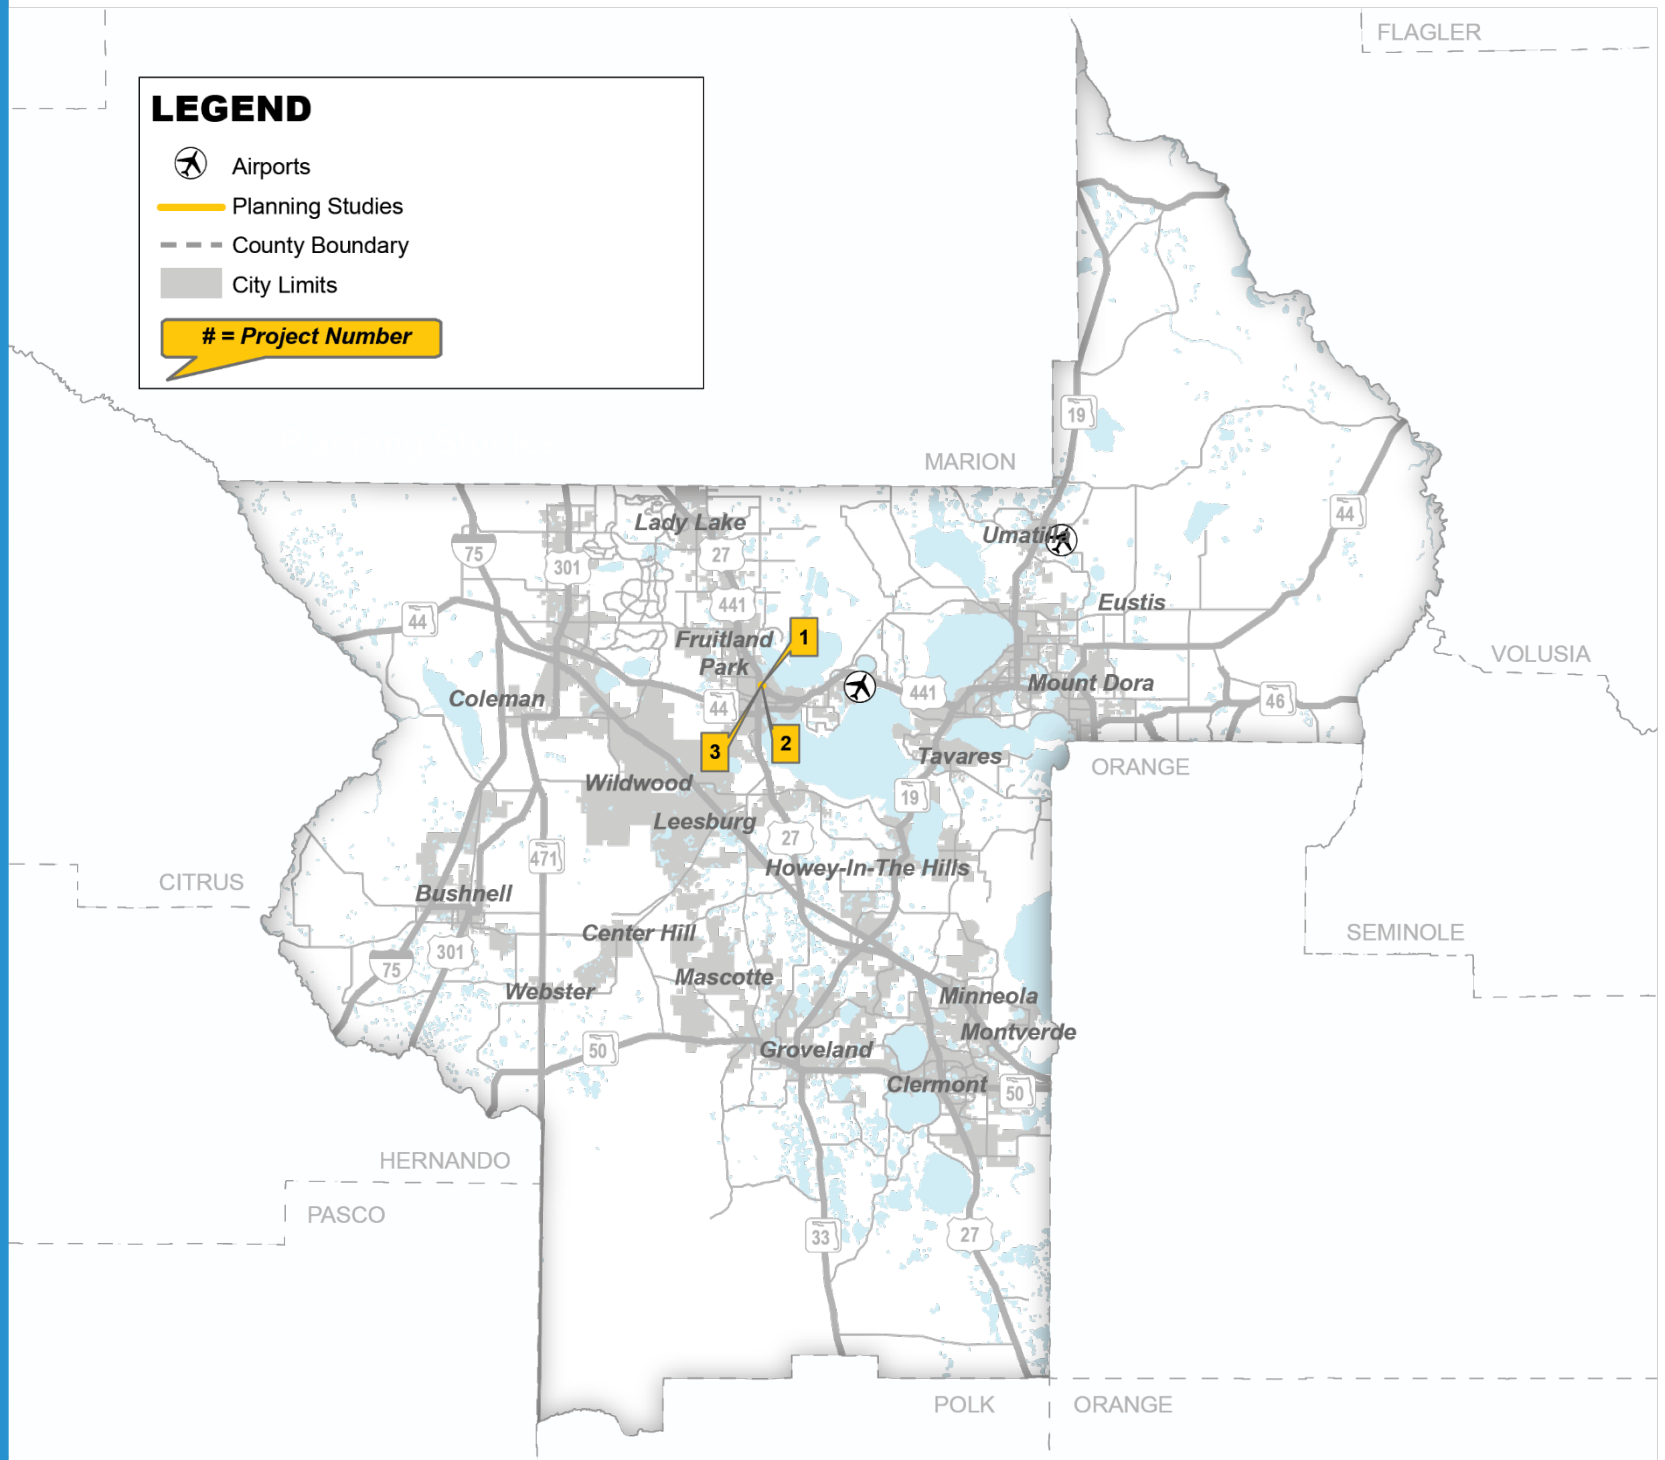 FLAGLER
LEGEND
Airports
Planning Studies
County Boundary
City Limits
# = Project Number
19
MARION
44
Lady Lake
Umatilla
75
27
301
441
Eustis
44
1
Fruitland
Park
VOLUSIA
441
Mount Dora
Coleman
44
46
3
2
Tavares
ORANGE
Wildwood
19
Leesburg
27
471
Howey-In-The Hills
CITRUS
Bushnell
Center Hill
SEMINOLE
301
75
Mascotte
Webster
Minneola
Montverde
50
Groveland
Clermont
50
HERNANDO
PASCO
33
27
POLK
ORANGE